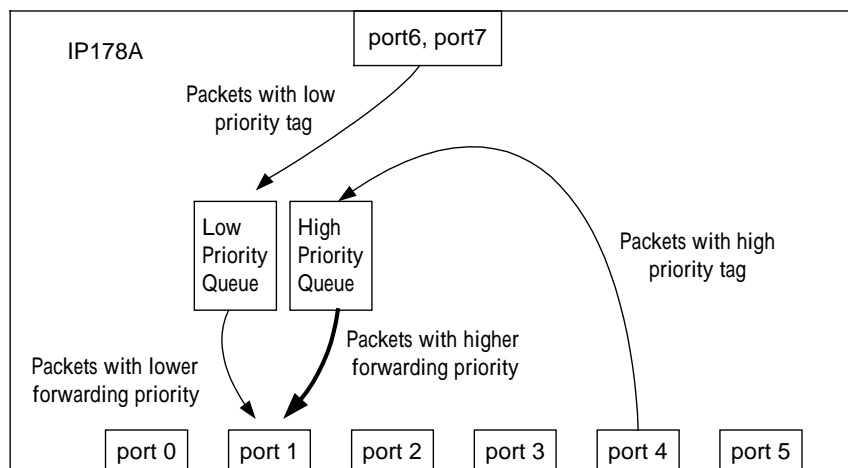 IP178A
port6, port7
Packets with low
priority tag
Low
Priority
Queue
High
Priority
Queue
Packets with high
priority tag
Packets with lower
forwarding priority
Packets with higher
forwarding priority
port 0
port 1
port 2
port 3
port 4
port 5